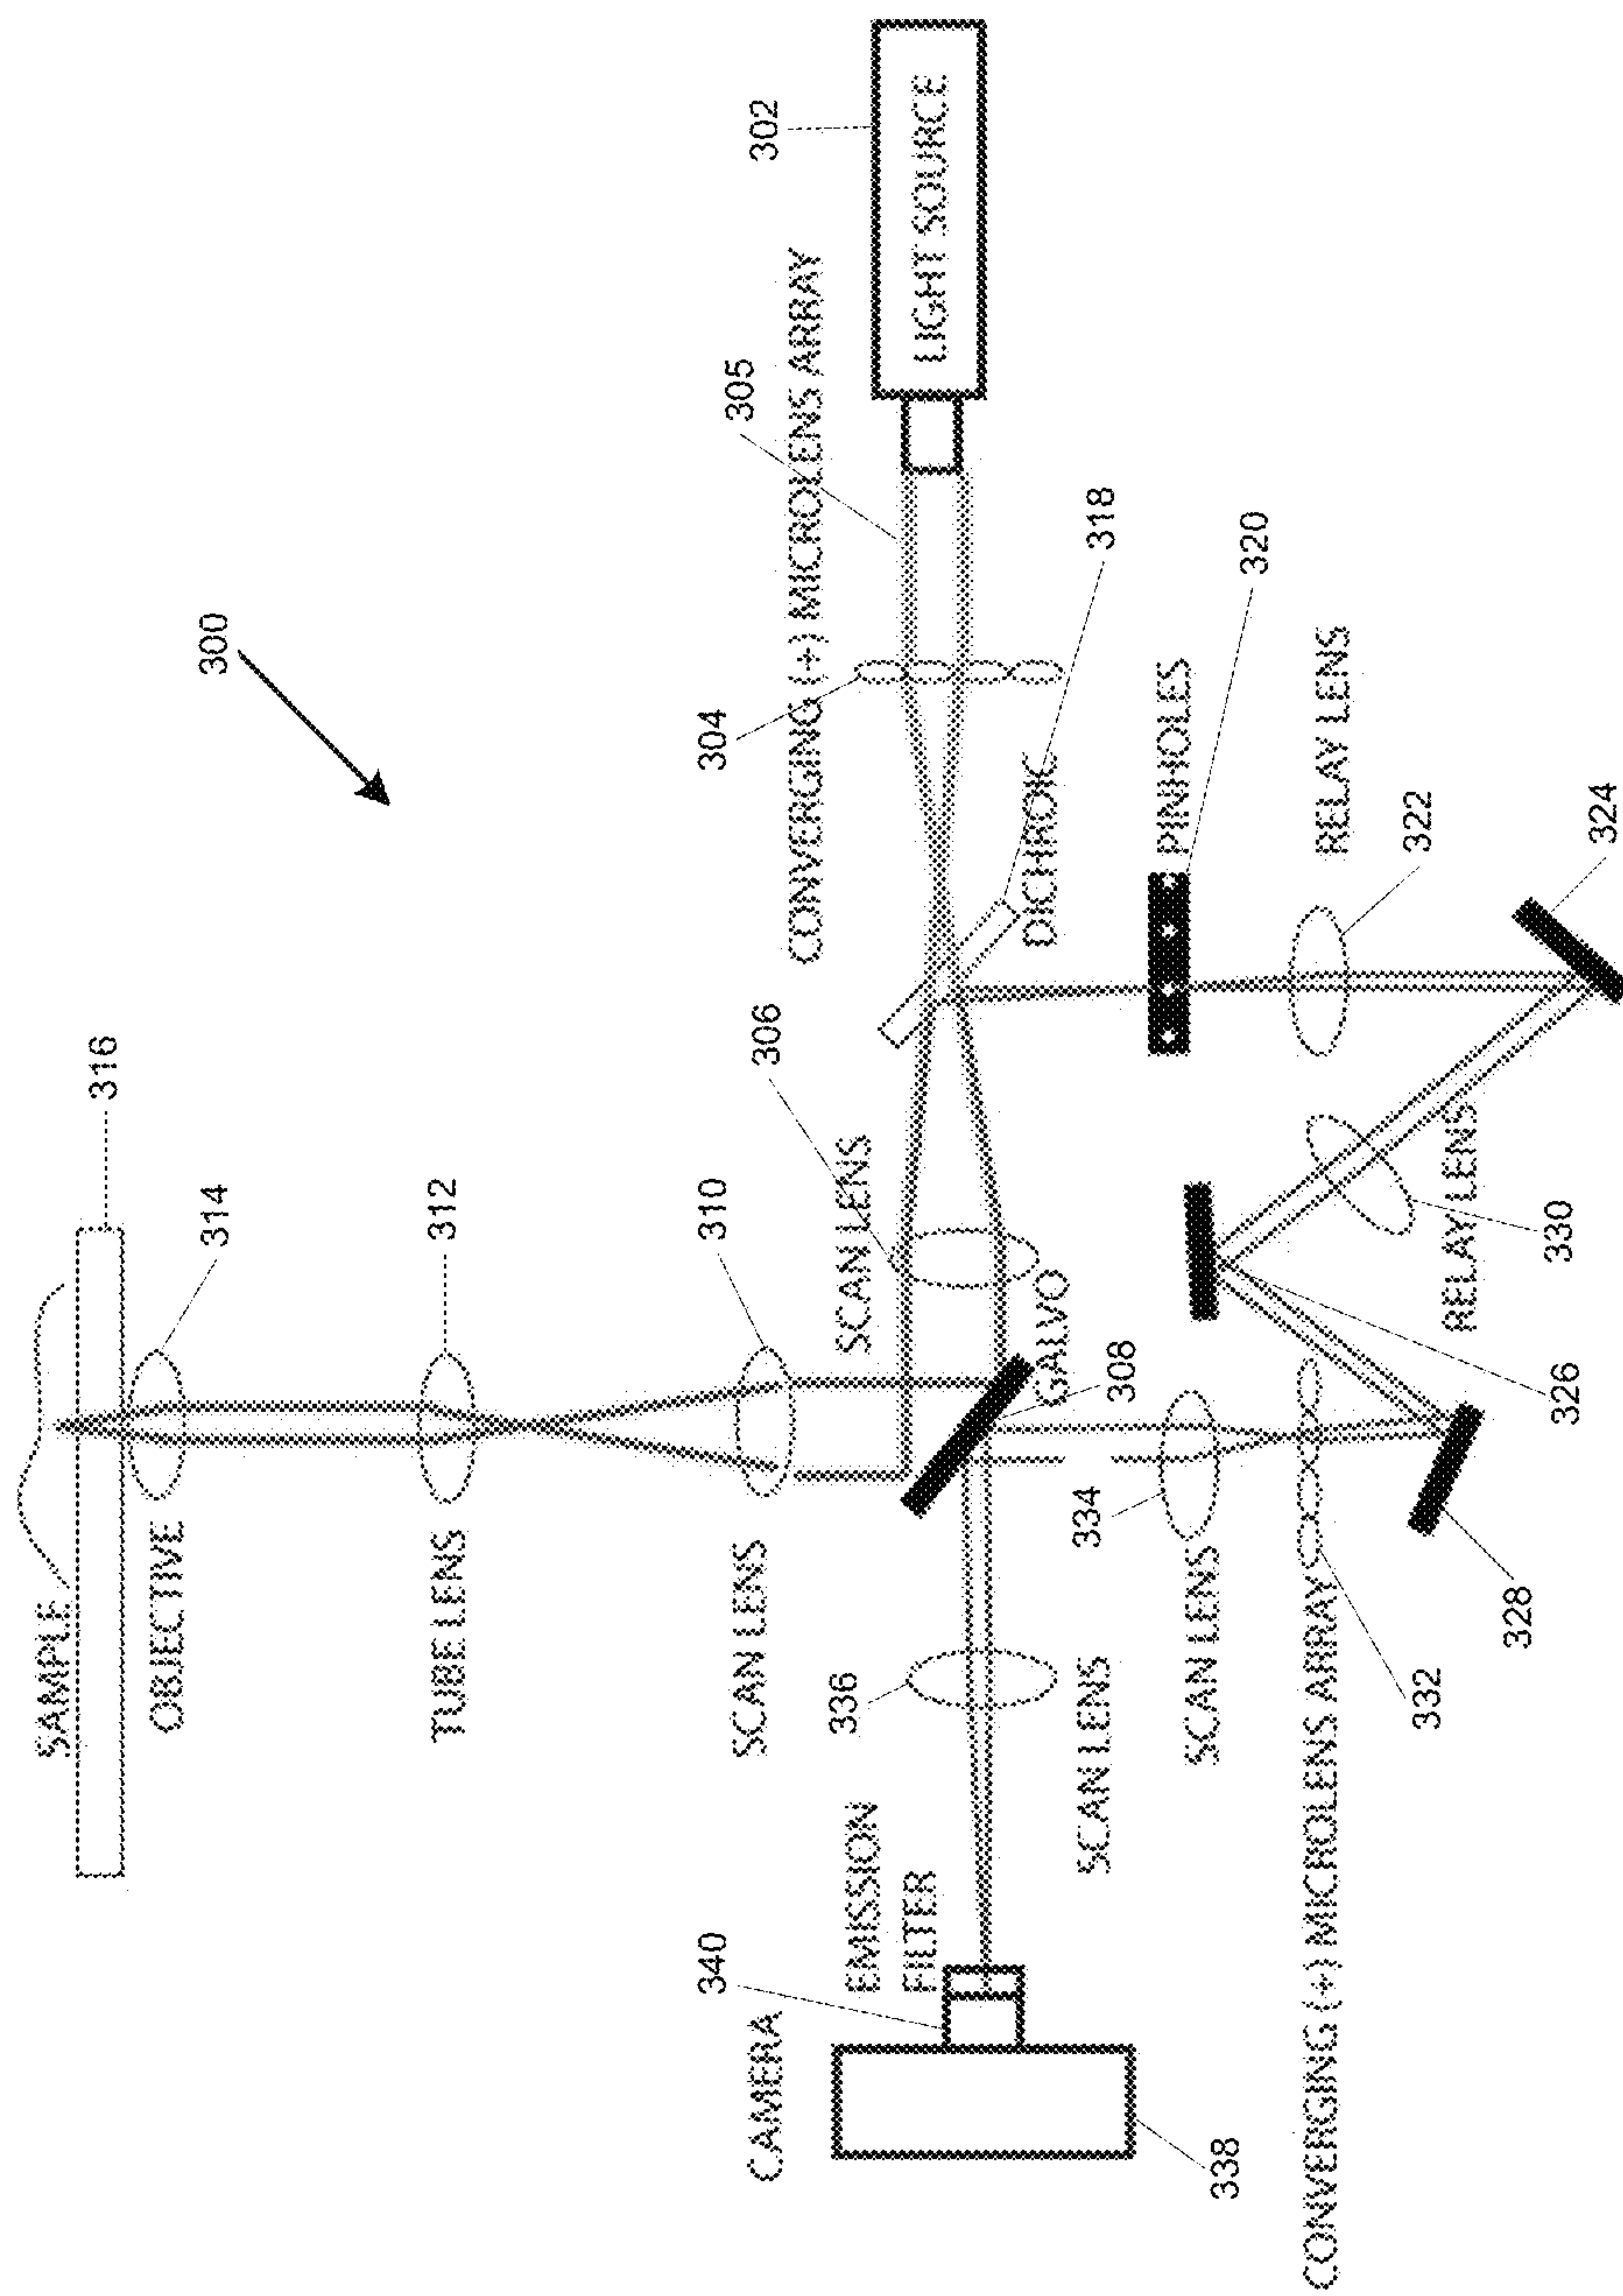 SAMPLE
316
OBJECTIVE
314
TUBE LENS
312
SCAN LENS
310
300
CAMERA
340
EMISSION
FILTER
338
336
SCAN LENS
SCAN LENS
306
GALVO
308
304
CONVERGING (+) MICROLENS ARRAY
305
302
LIGHT SOURCE
DICHROIC
318
PINHOLES
320
334
SCAN LENS
CONVERGING (+) MICROLENS ARRAY
332
328
326
RELAY LENS
330
RELAY LENS
322
324